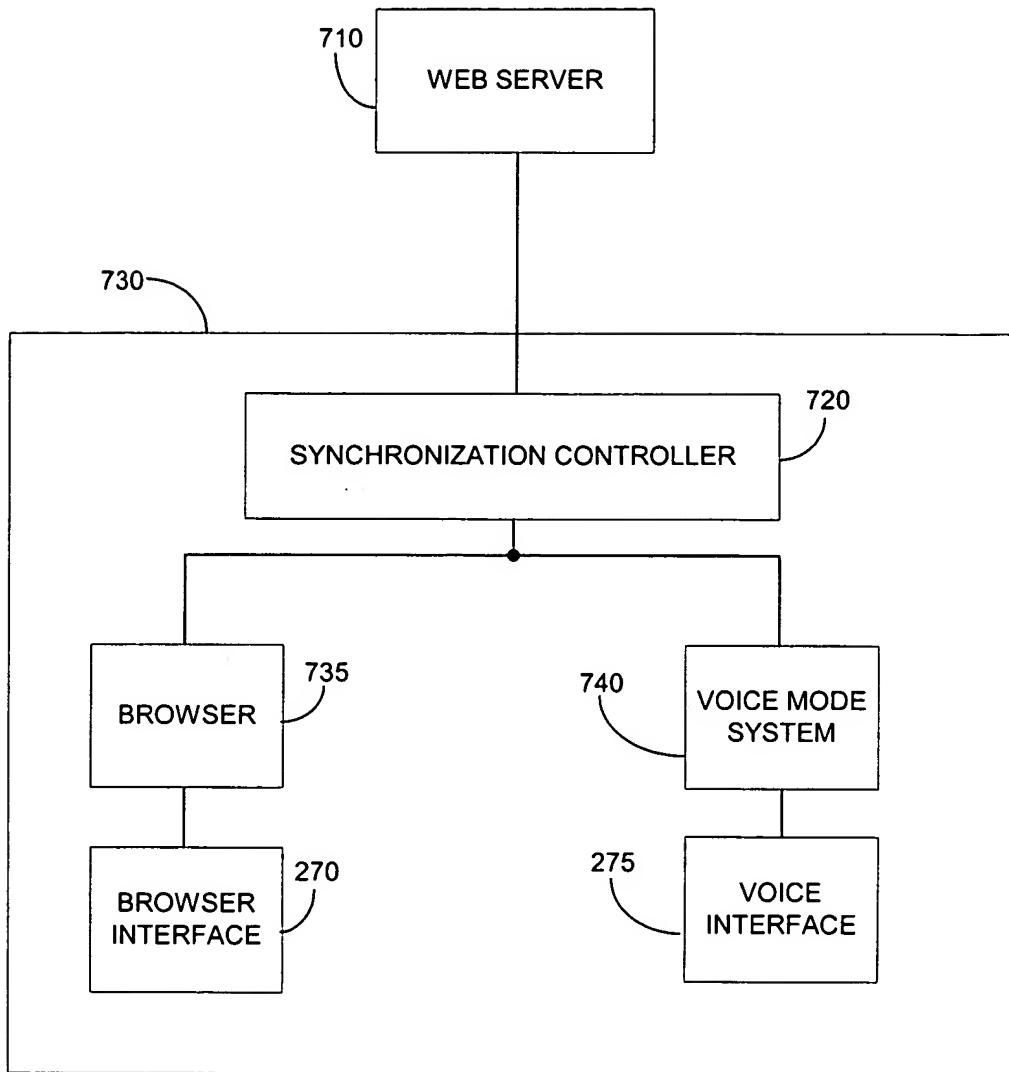 710
WEB SERVER
730
720
SYNCHRONIZATION CONTROLLER
735
BROWSER
740
VOICE MODE
SYSTEM
270
BROWSER
INTERFACE
275
VOICE
INTERFACE